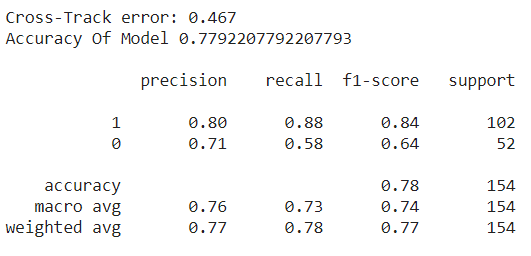 Cross-Track error: 0.467
Accuracy Of Model 0.7792207792207793
precision recall f1-score support
1 0.80 0.88 0.84 102
0 0.71 0.58 0.64 52
accuracy 0.78 154
macro avg 0.76 0.73 0.74 154
weighted avg 0.77 0.78 0.77 154